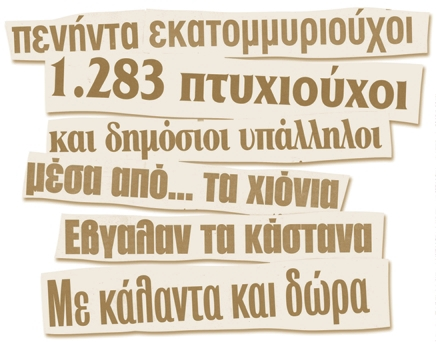 πενήντα εκατομμυριούχοι
1.283 πτυχιούχοι
και δημόσιοι υπάλληλοι
μέσα από... τα χιόνια
Εβγαλαν τα κάστανα
Με κάλαντα και δώρα